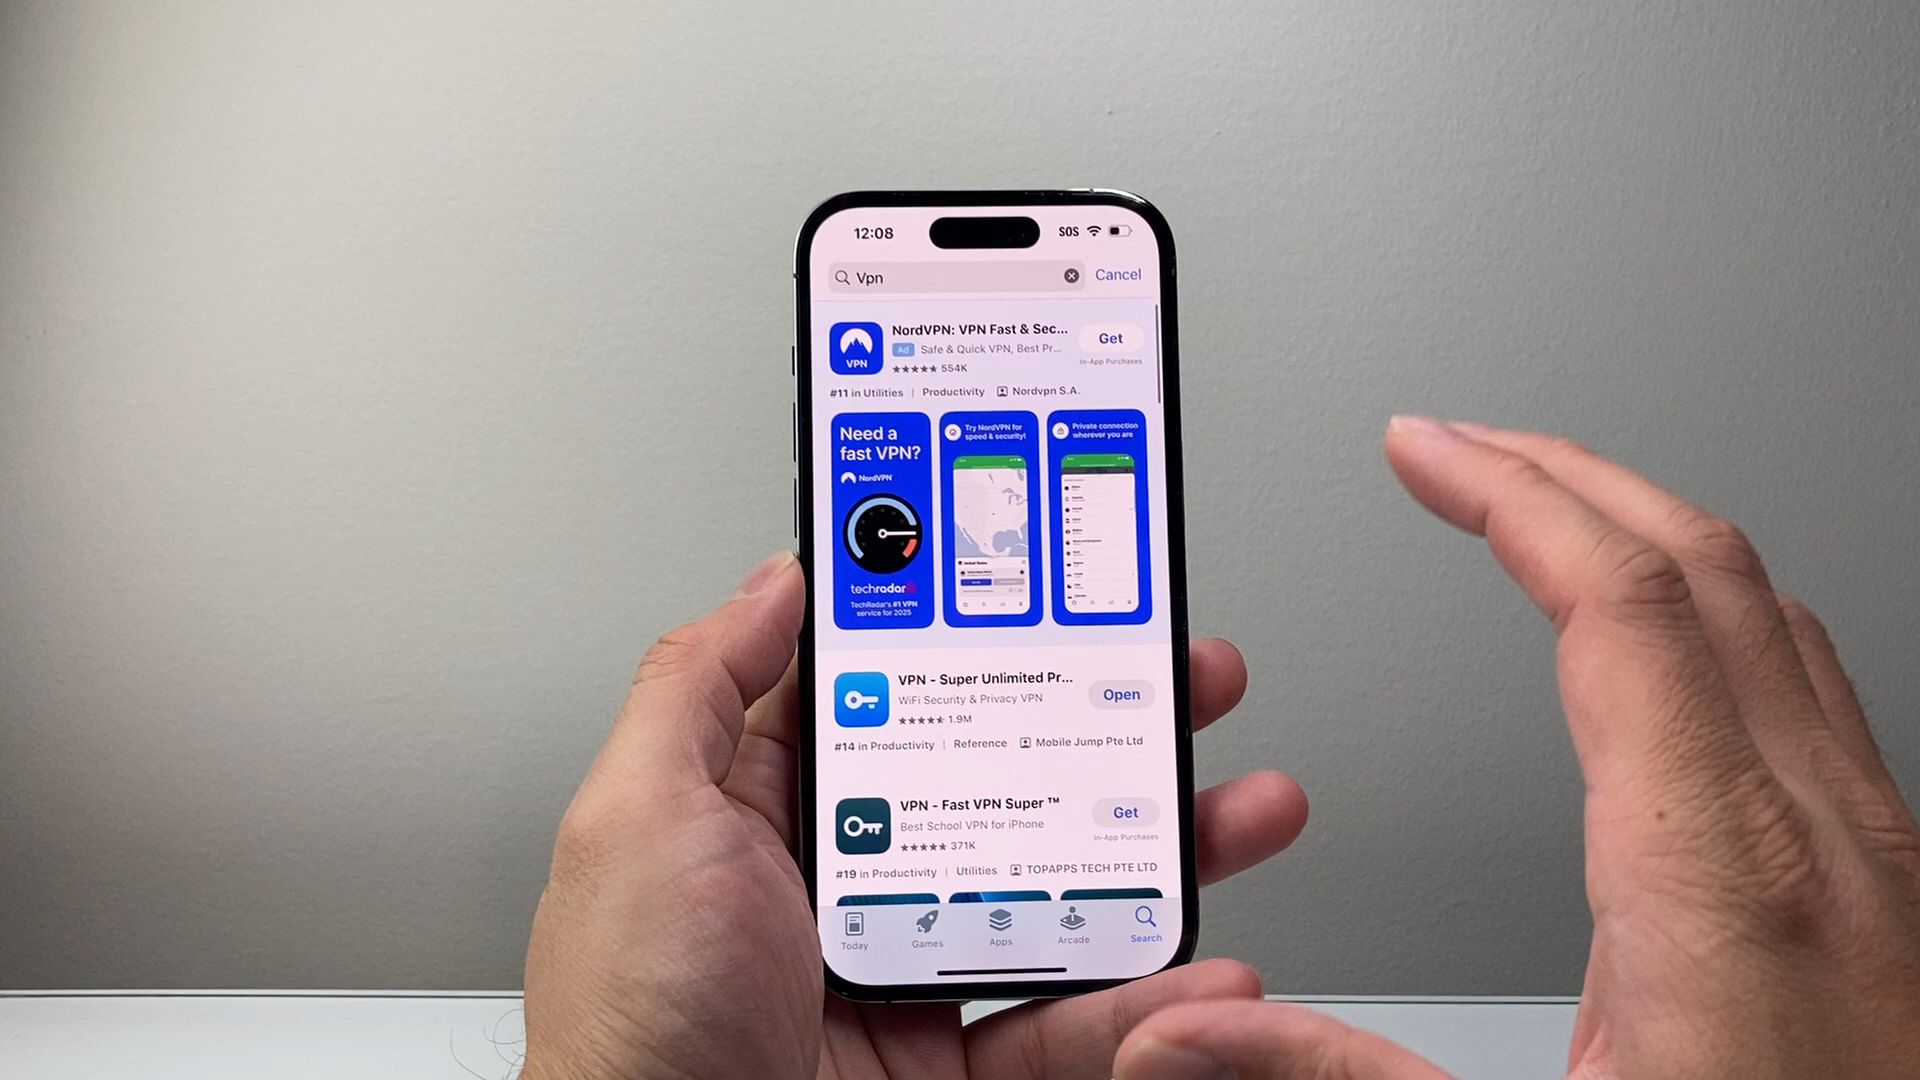 12:08 SOS
Vpn Cancel
NordVPN: VPN Fast & Sec...
Ad Safe & Quick VPN, Best Pr...
554K
Get
In-App Purchases
VPN
#11 in Utilities Productivity Nordvpn S.A.
Need a
fast VPN?
NordVPN
techradar
TechRadar's #1 VPN
service for 2025
Try NordVPN for
speed & security!
United States
Private connection
wherever you are
VPN - Super Unlimited Pr...
WiFi Security & Privacy VPN
1.9M
Open
#14 in Productivity Reference Mobile Jump Pte Ltd
VPN - Fast VPN Super ™
Best School VPN for iPhone
371K
Get
In-App Purchases
#19 in Productivity Utilities TOPAPPS TECH PTE LTD
Today Games Apps Arcade Search